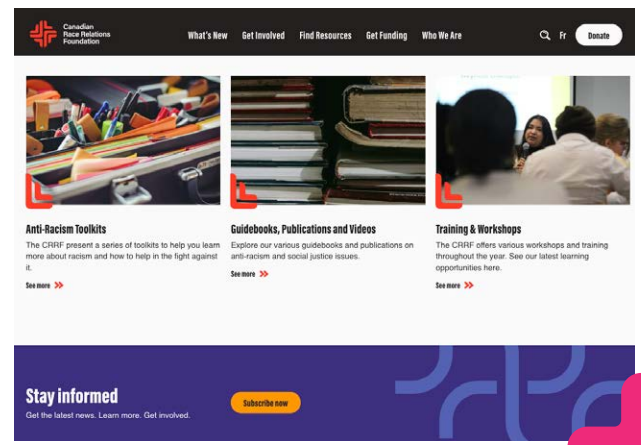 Canadian
Race Relations
Foundation
What's New Get Involved Find Resources Get Funding Who We Are Fr Donate
Anti-Racism Toolkits
The CRRF present a series of toolkits to help you learn
more about racism and how to help in the fight against
it.
See more
Guidebooks, Publications and Videos
Explore our various guidebooks and publications on
anti-racism and social justice issues.
See more
Training & Workshops
The CRRF offers various workshops and training
throughout the year. See our latest learning
opportunities here.
See more
Stay informed
Get the latest news. Learn more. Get involved.
Subscribe now